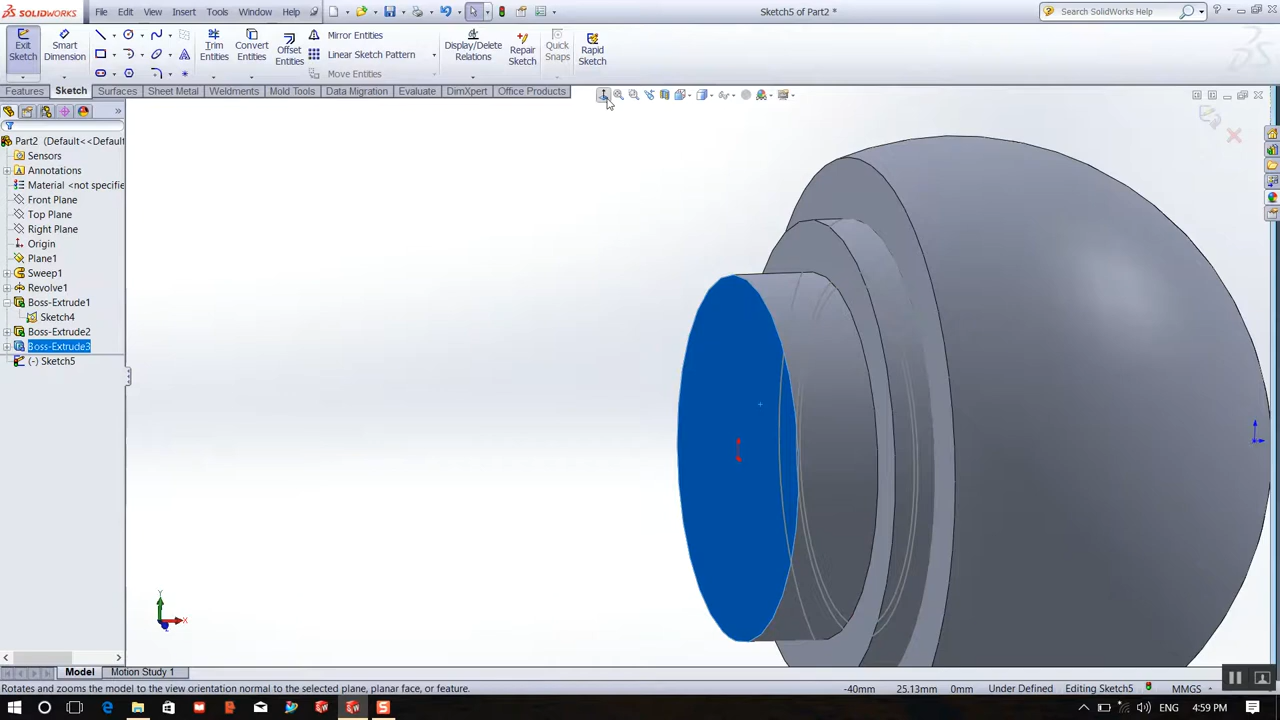 SOLIDWORKS File Edit View Insert Tools Window Help Sketch5 of Part2 * Search SolidWorks Help
Exit Sketch Smart Dimension Trim Entities Convert Entities Offset Entities Mirror Entities Linear Sketch Pattern Move Entities Display/Delete Relations Repair Sketch Quick Snaps Rapid Sketch
Features Sketch Surfaces Sheet Metal Weldments Mold Tools Data Migration Evaluate DimXpert Office Products
Part2 (Default<<Default
Sensors
Annotations
Material <not specifie
Front Plane
Top Plane
Right Plane
Origin
Plane1
Sweep1
Revolve1
Boss-Extrude1
Sketch4
Boss-Extrude2
Boss-Extrude3
(-) Sketch5
Y
X
Model Motion Study 1
Rotates and zooms the model to the view orientation normal to the selected plane, planar face, or feature. -40mm 25.13mm 0mm Under Defined Editing Sketch5 MMGS
ENG 4:59 PM